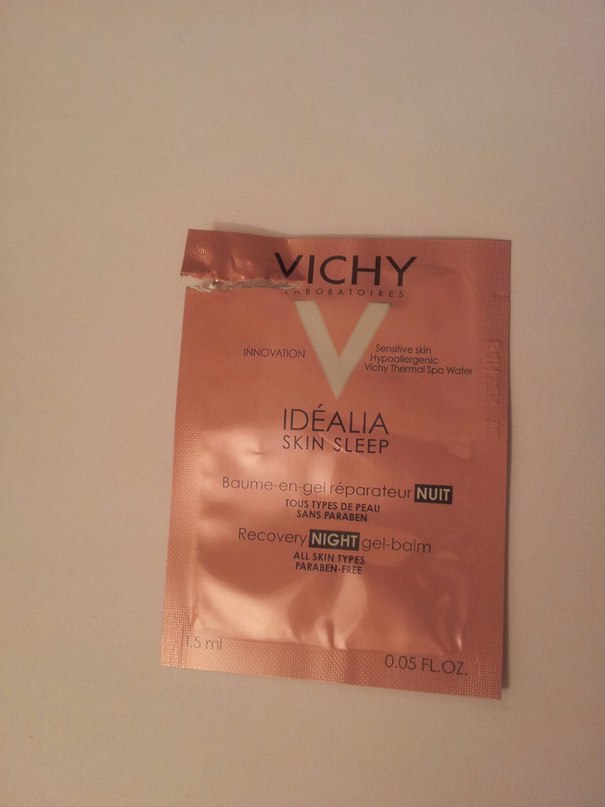 VICHY
LABORATOIRES
INNOVATION
Sensitive skin
Hypoallergenic
Vichy Thermal Spa Water
IDÉALIA
SKIN SLEEP
Baume-en-gel réparateur NUIT
TOUS TYPES DE PEAU
SANS PARABEN
Recovery NIGHT gel-balm
ALL SKIN TYPES
PARABEN-FREE
1.5 ml
0.05 FL.OZ.